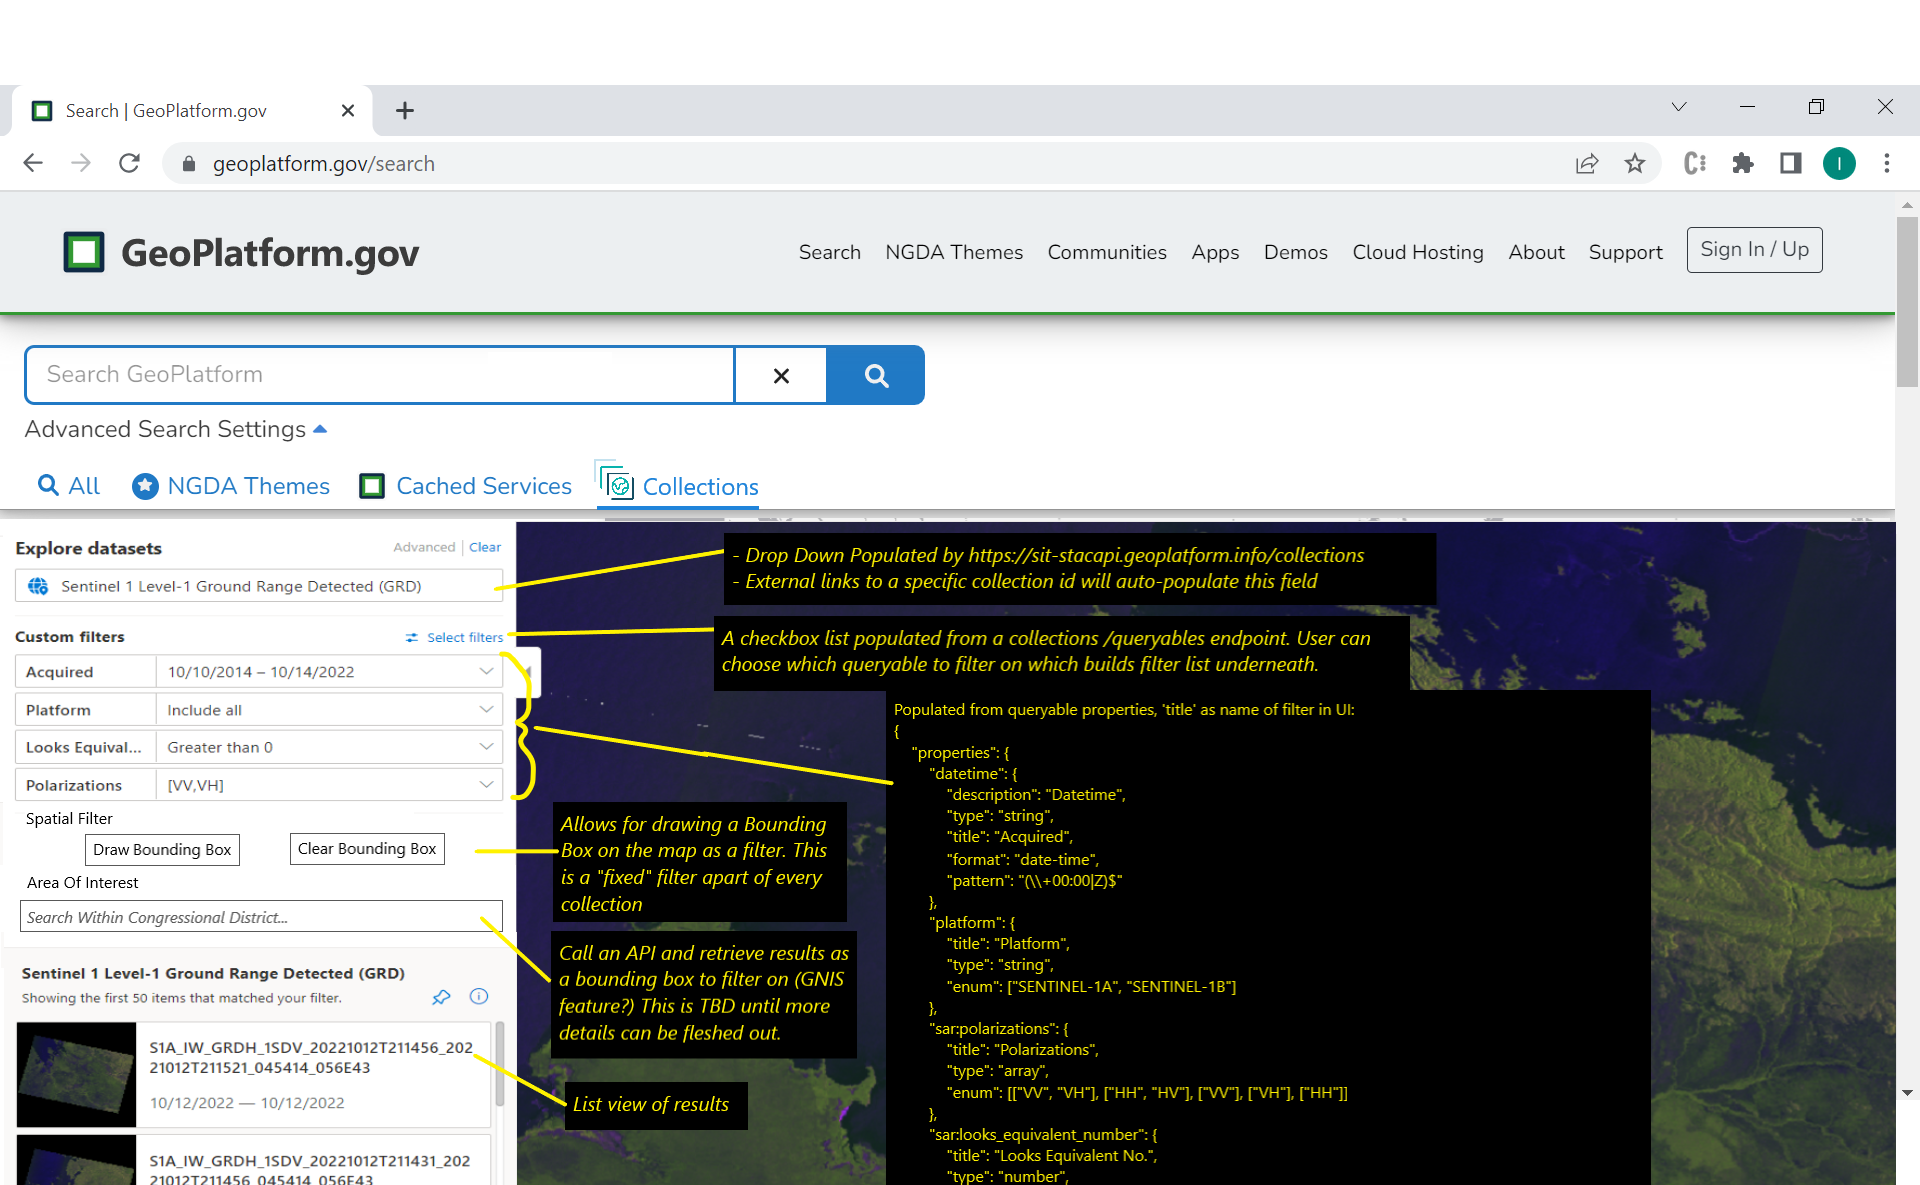 Search | GeoPlatform.gov
geoplatform.gov/search
I
GeoPlatform.gov
Search NGDA Themes Communities Apps Demos Cloud Hosting About Support Sign In / Up
Search GeoPlatform
Advanced Search Settings
All NGDA Themes Cached Services Collections
Explore datasets Advanced | Clear
Sentinel 1 Level-1 Ground Range Detected (GRD)
Custom filters Select filters
Acquired 10/10/2014 – 10/14/2022
Platform Include all
Looks Equival... Greater than 0
Polarizations [VV,VH]
Spatial Filter
Draw Bounding Box Clear Bounding Box
Area Of Interest
Search Within Congressional District...
Sentinel 1 Level-1 Ground Range Detected (GRD)
Showing the first 50 items that matched your filter.
S1A_IW_GRDH_1SDV_20221012T211456_202
21012T211521_045414_056E43
10/12/2022 — 10/12/2022
S1A_IW_GRDH_1SDV_20221012T211431_202
21012T211456_045414_056E43
- Drop Down Populated by https://sit-stacapi.geoplatform.info/collections
- External links to a specific collection id will auto-populate this field
A checkbox list populated from a collections /queryables endpoint. User can
choose which queryable to filter on which builds filter list underneath.
Allows for drawing a Bounding
Box on the map as a filter. This
is a "fixed" filter apart of every
collection
Call an API and retrieve results as
a bounding box to filter on (GNIS
feature?) This is TBD until more
details can be fleshed out.
List view of results
Populated from queryable properties, 'title' as name of filter in UI:
{
"properties": {
"datetime": {
"description": "Datetime",
"type": "string",
"title": "Acquired",
"format": "date-time",
"pattern": "(\\+00:00|Z)$"
},
"platform": {
"title": "Platform",
"type": "string",
"enum": ["SENTINEL-1A", "SENTINEL-1B"]
},
"sar:polarizations": {
"title": "Polarizations",
"type": "array",
"enum": [["VV", "VH"], ["HH", "HV"], ["VV"], ["VH"], ["HH"]]
},
"sar:looks_equivalent_number": {
"title": "Looks Equivalent No.",
"type": "number",